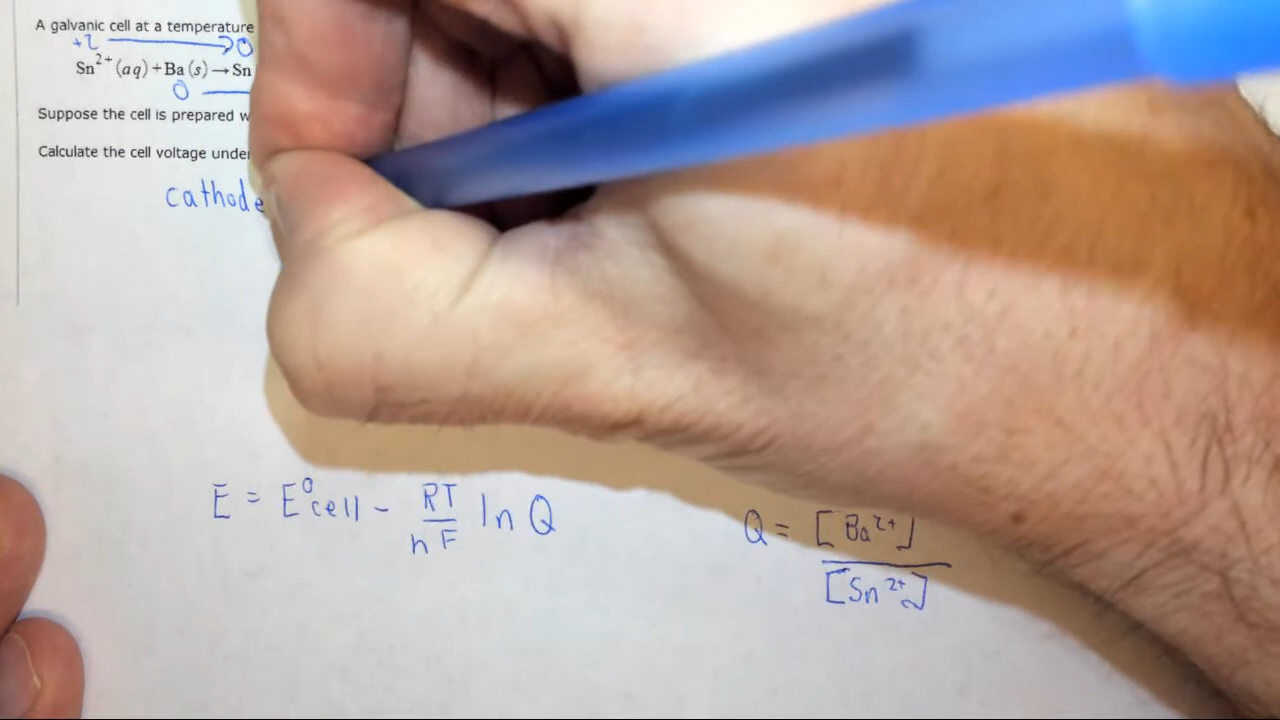 A galvanic cell at a temperature
+2 → 0
Sn²⁺ (aq) + Ba (s) → Sn
0
Suppose the cell is prepared w
Calculate the cell voltage under
cathode
E = E⁰cell - RT/nF ln Q
Q = [Ba²⁺]/[Sn²⁺]